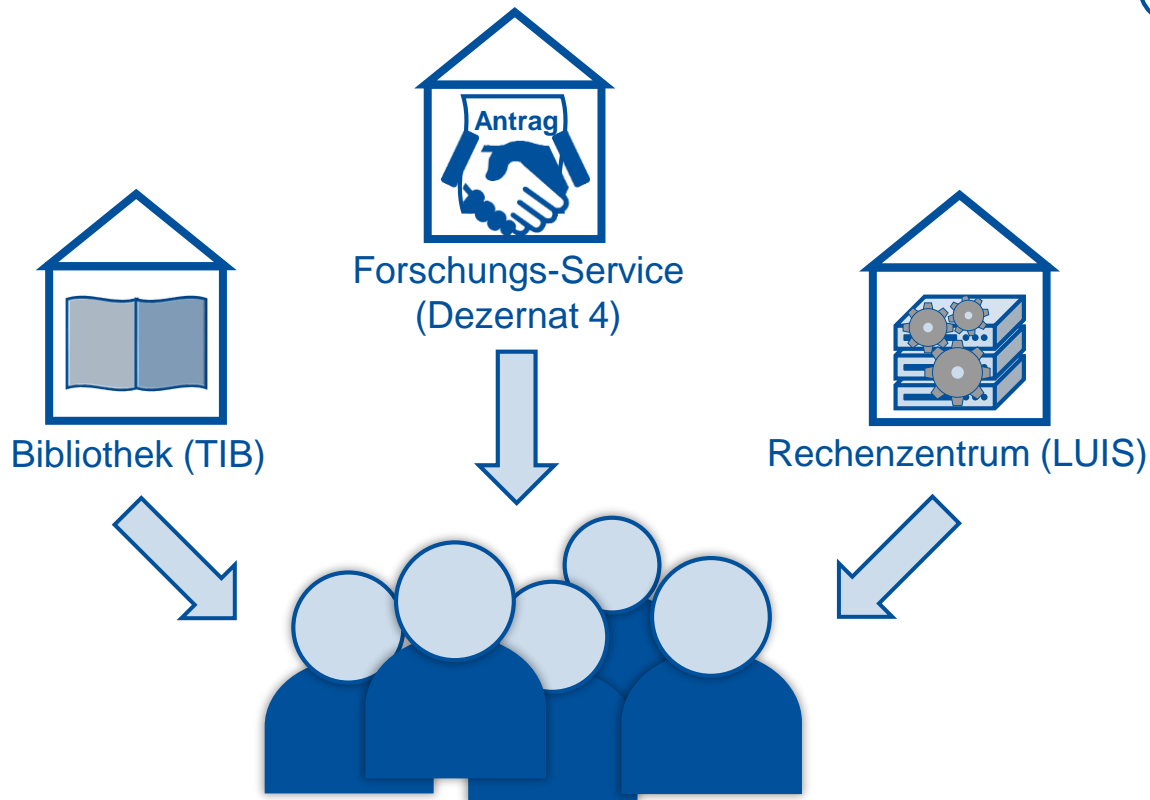 Antrag
Forschungs-Service
(Dezernat 4)
Bibliothek (TIB)
Rechenzentrum (LUIS)